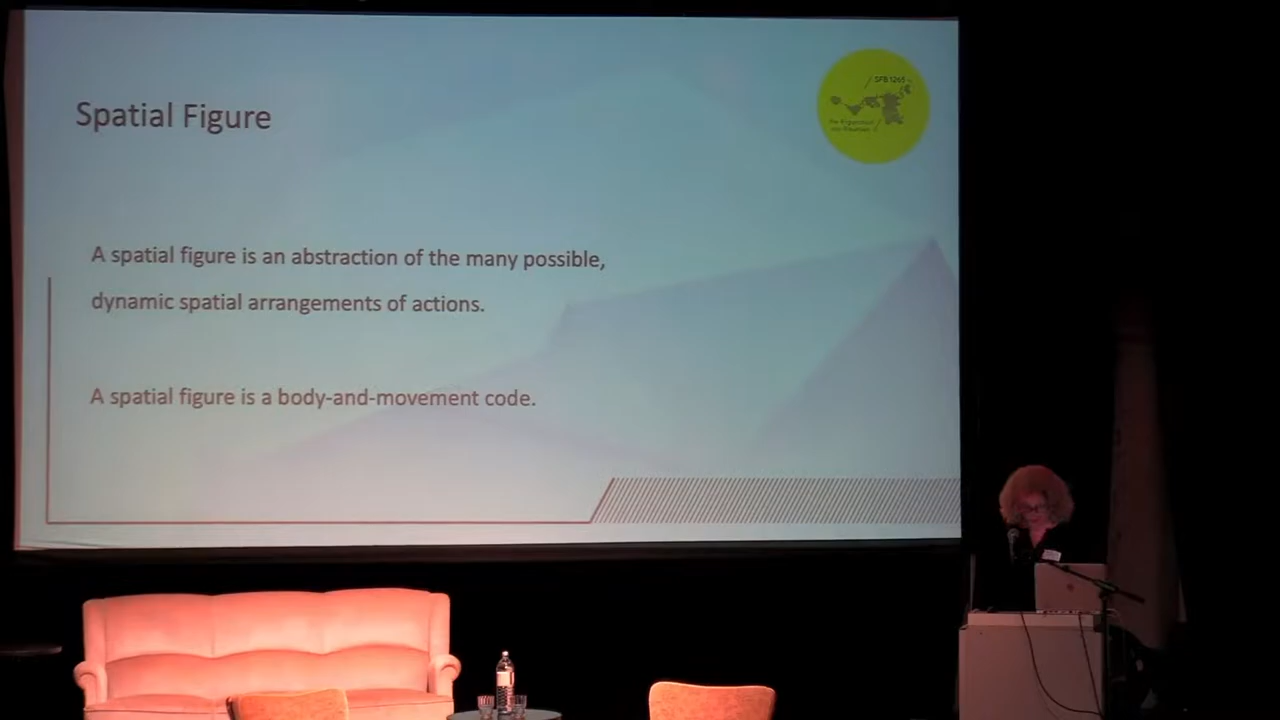 SFB 1265
Spatial Figure
A spatial figure is an abstraction of the many possible,
dynamic spatial arrangements of actions.
A spatial figure is a body-and-movement code.